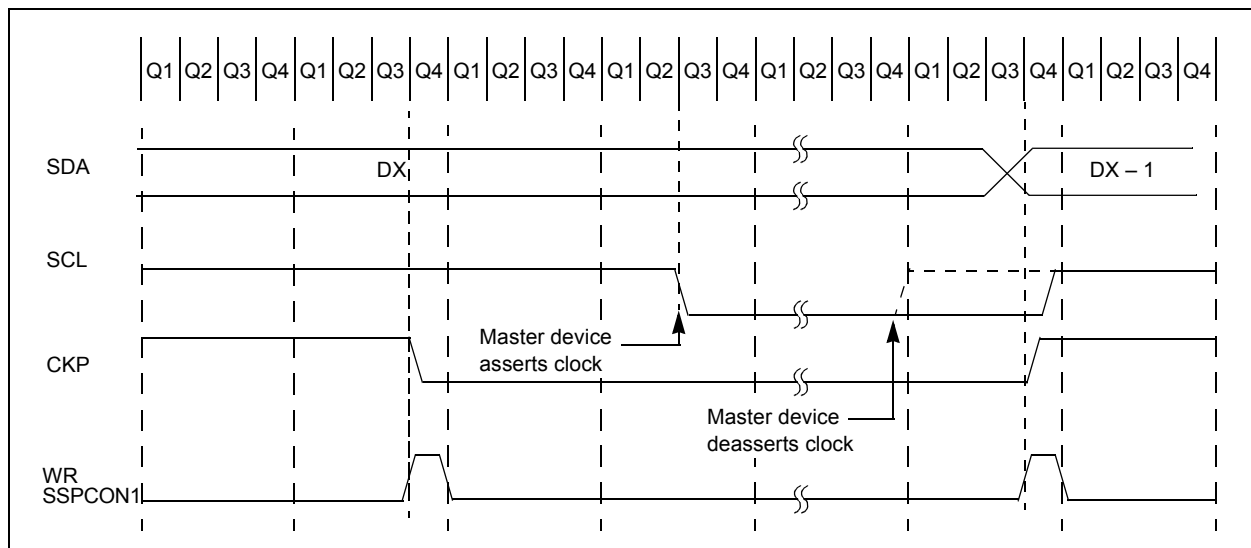 Q1 Q2 Q3 Q4 Q1 Q2 Q3 Q4 Q1 Q2 Q3 Q4 Q1 Q2 Q3 Q4 Q1 Q2 Q3 Q4 Q1 Q2 Q3 Q4 Q1 Q2 Q3 Q4
SDA
DX
DX – 1
SCL
Master device
asserts clock
CKP
Master device
deasserts clock
WR
SSPCON1